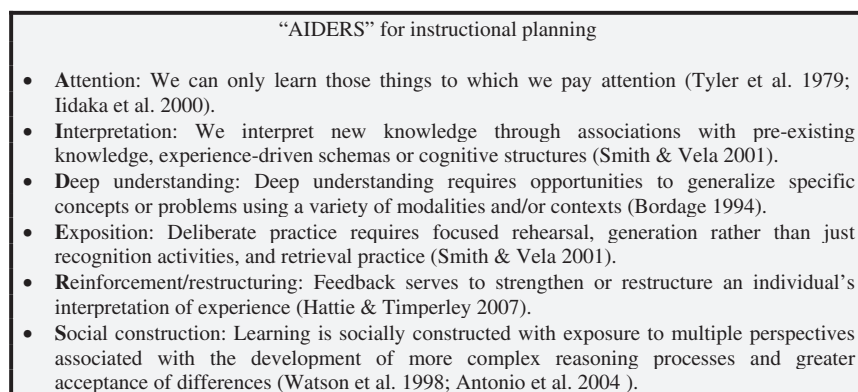 “AIDERS” for instructional planning
• Attention: We can only learn those things to which we pay attention (Tyler et al. 1979;
Iidaka et al. 2000).
• Interpretation: We interpret new knowledge through associations with pre-existing
knowledge, experience-driven schemas or cognitive structures (Smith & Vela 2001).
• Deep understanding: Deep understanding requires opportunities to generalize specific
concepts or problems using a variety of modalities and/or contexts (Bordage 1994).
• Exposition: Deliberate practice requires focused rehearsal, generation rather than just
recognition activities, and retrieval practice (Smith & Vela 2001).
• Reinforcement/restructuring: Feedback serves to strengthen or restructure an individual’s
interpretation of experience (Hattie & Timperley 2007).
• Social construction: Learning is socially constructed with exposure to multiple perspectives
associated with the development of more complex reasoning processes and greater
acceptance of differences (Watson et al. 1998; Antonio et al. 2004 ).